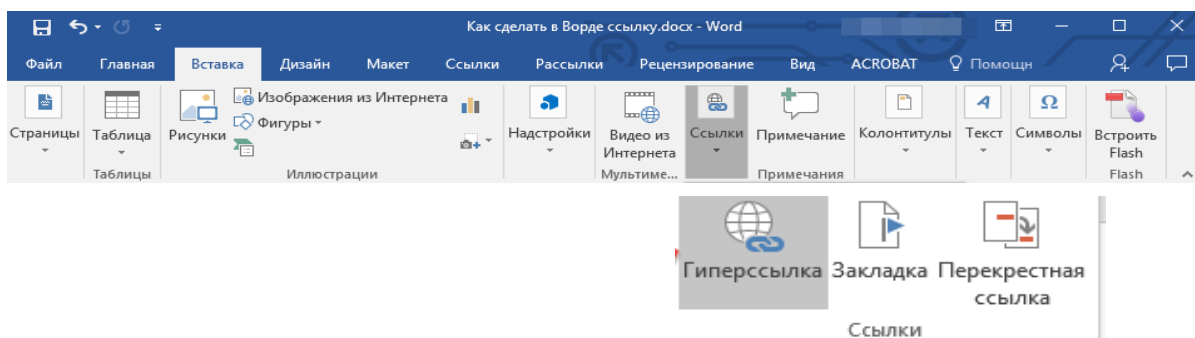 Как сделать в Ворде ссылку.docx - Word
Файл Главная Вставка Дизайн Макет Ссылки Рассылки Рецензирование Вид ACROBAT Помощн
Страницы Таблица Рисунки Изображения из Интернета Фигуры Надстройки Видео из Интернета Ссылки Примечание Колонтитулы Текст Символы Встроить Flash
Таблицы Иллюстрации Мультиме... Примечания Flash
Гиперссылка Закладка Перекрестная
ссылка
Ссылки